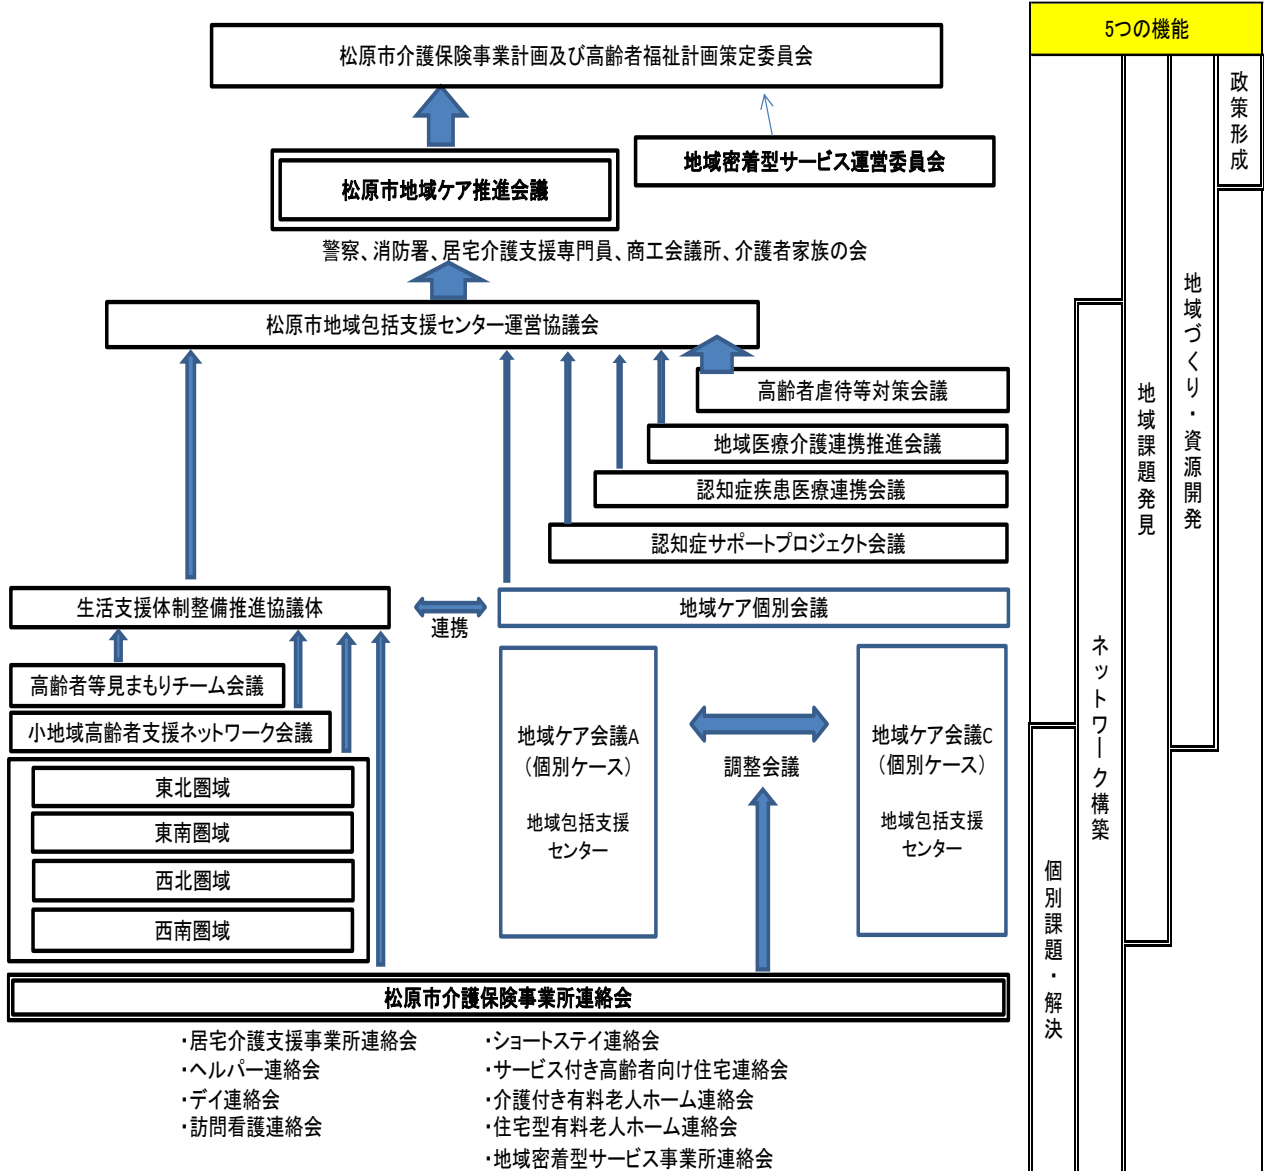 5つの機能
松原市介護保険事業計画及び高齢者福祉計画策定委員会
地域密着型サービス運営委員会
松原市地域ケア推進会議
警察、消防署、居宅介護支援専門員、商工会議所、介護者家族の会
松原市地域包括支援センター運営協議会
高齢者虐待等対策会議
地域医療介護連携推進会議
認知症疾患医療連携会議
認知症サポートプロジェクト会議
生活支援体制整備推進協議体
連携
地域ケア個別会議
高齢者等見まもりチーム会議
小地域高齢者支援ネットワーク会議
東北圏域
東南圏域
西北圏域
西南圏域
地域ケア会議A
（個別ケース）
地域包括支援
センター
調整会議
地域ケア会議C
（個別ケース）
地域包括支援
センター
松原市介護保険事業所連絡会
・居宅介護支援事業所連絡会
・ヘルパー連絡会
・デイ連絡会
・訪問看護連絡会
・ショートステイ連絡会
・サービス付き高齢者向け住宅連絡会
・介護付き有料老人ホーム連絡会
・住宅型有料老人ホーム連絡会
・地域密着型サービス事業所連絡会
個別課題・解決
ネットワーク構築
地域課題発見
地域づくり・資源開発
政策形成